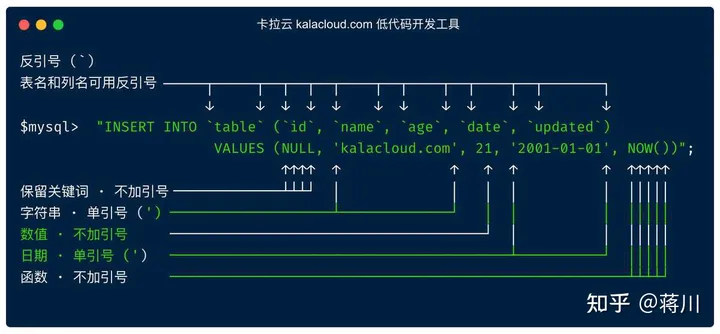 卡拉云 kalacloud.com 低代码开发工具
反引号 (`)
表名和列名可用反引号
$mysql> "INSERT INTO `table` (`id`, `name`, `age`, `date`, `updated`)
VALUES (NULL, 'kalacloud.com', 21, '2001-01-01', NOW())";
保留关键词 · 不加引号
字符串 · 单引号 (')
数值 · 不加引号
日期 · 单引号 (')
函数 · 不加引号
知乎 @蒋川